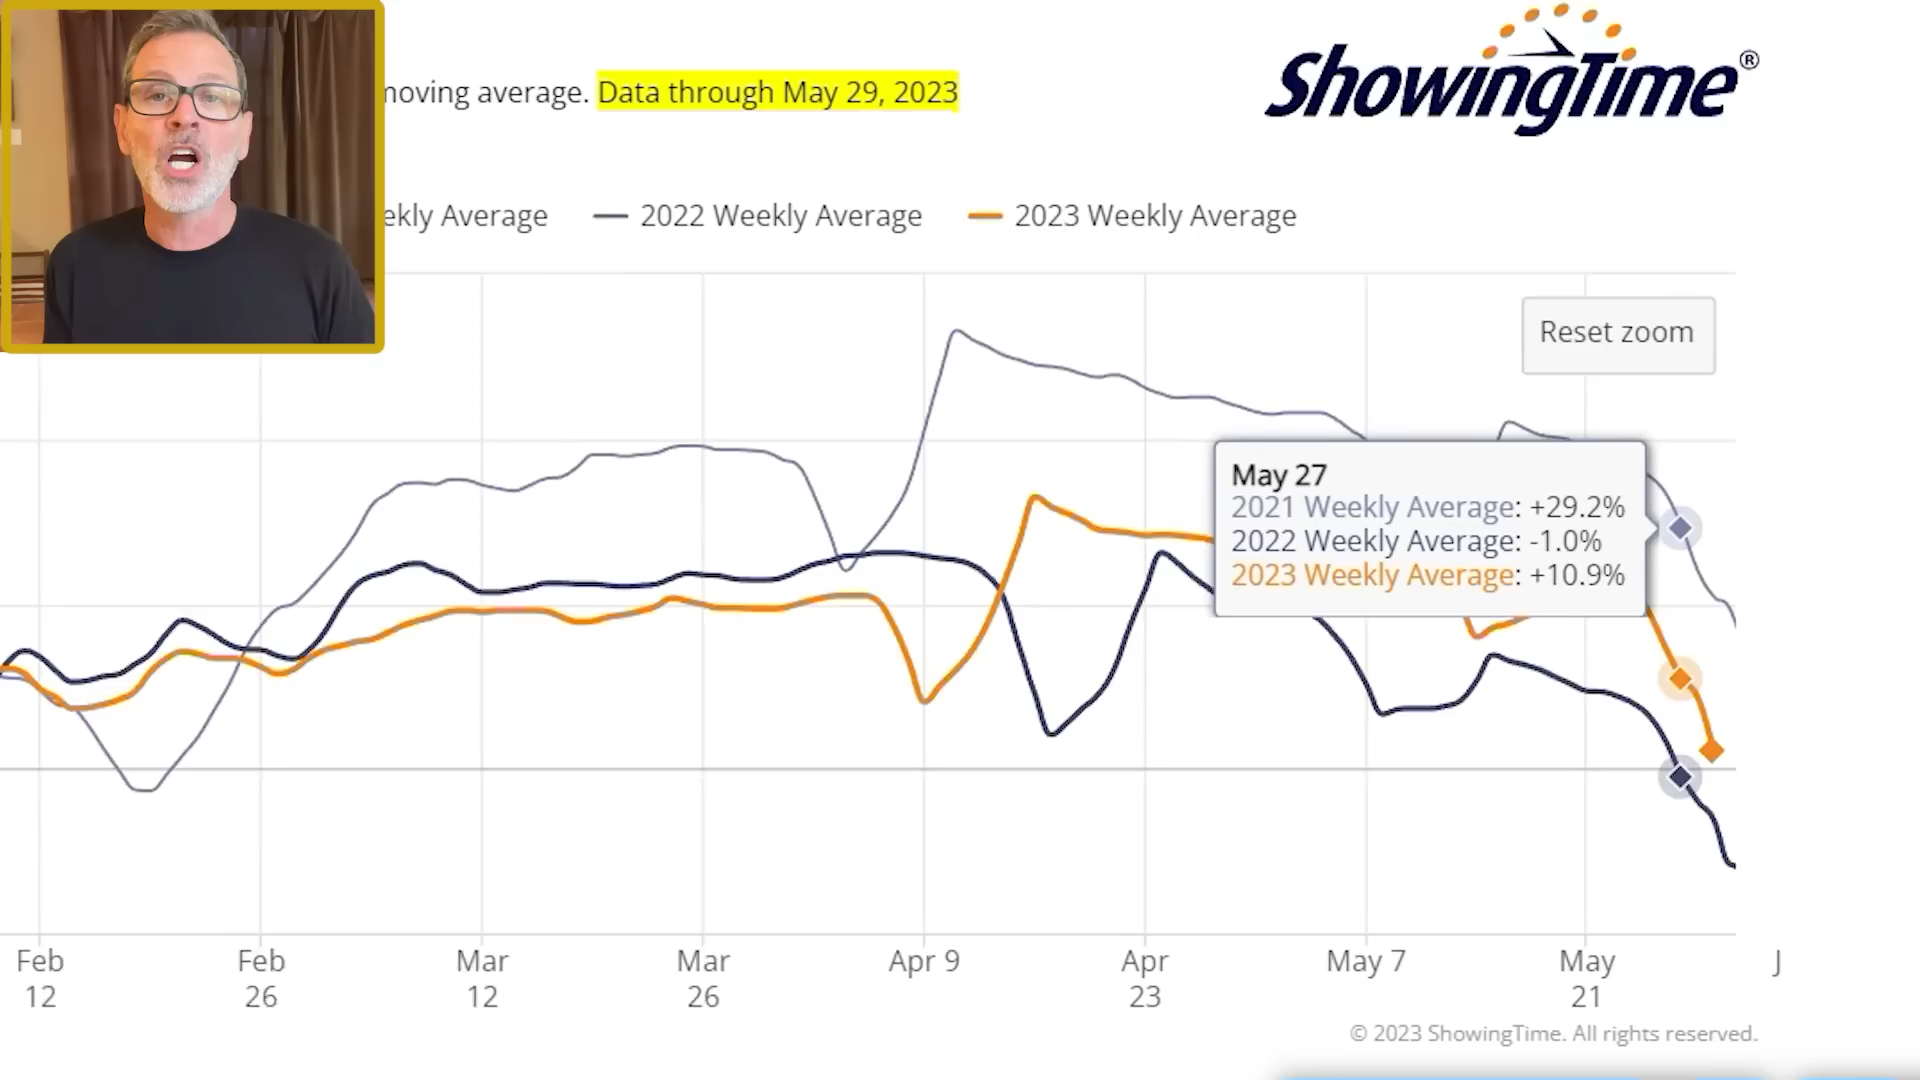 ShowingTime®
moving average. Data through May 29, 2023
Weekly Average
2022 Weekly Average
2023 Weekly Average
Reset zoom
May 27
2021 Weekly Average: +29.2%
2022 Weekly Average: -1.0%
2023 Weekly Average: +10.9%
Feb 12
Feb 26
Mar 12
Mar 26
Apr 9
Apr 23
May 7
May 21
J
© 2023 ShowingTime. All rights reserved.